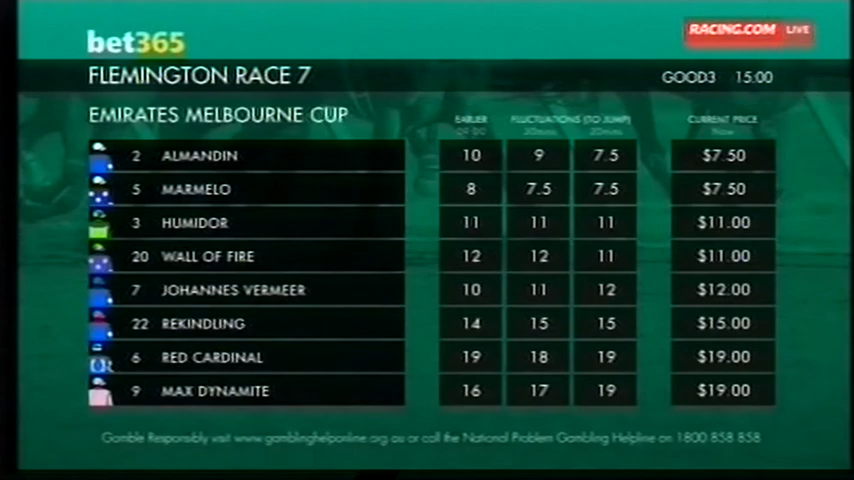 bet365
RACING.COM LIVE
FLEMINGTON RACE 7 GOOD3 15:00
EMIRATES MELBOURNE CUP EARLIER FLUCTUATIONS (TO JUMP) CURRENT PRICE
30mins 20mins Now
2 ALMANDIN 10 9 7.5 $7.50
5 MARMELO 8 7.5 7.5 $7.50
3 HUMIDOR 11 11 11 $11.00
20 WALL OF FIRE 12 12 11 $11.00
7 JOHANNES VERMEER 10 11 12 $12.00
22 REKINDLING 14 15 15 $15.00
6 RED CARDINAL 19 18 19 $19.00
9 MAX DYNAMITE 16 17 19 $19.00
Gamble Responsibly visit www.gamblinghelponline.org.au or call the National Problem Gambling Helpline on 1800 858 858